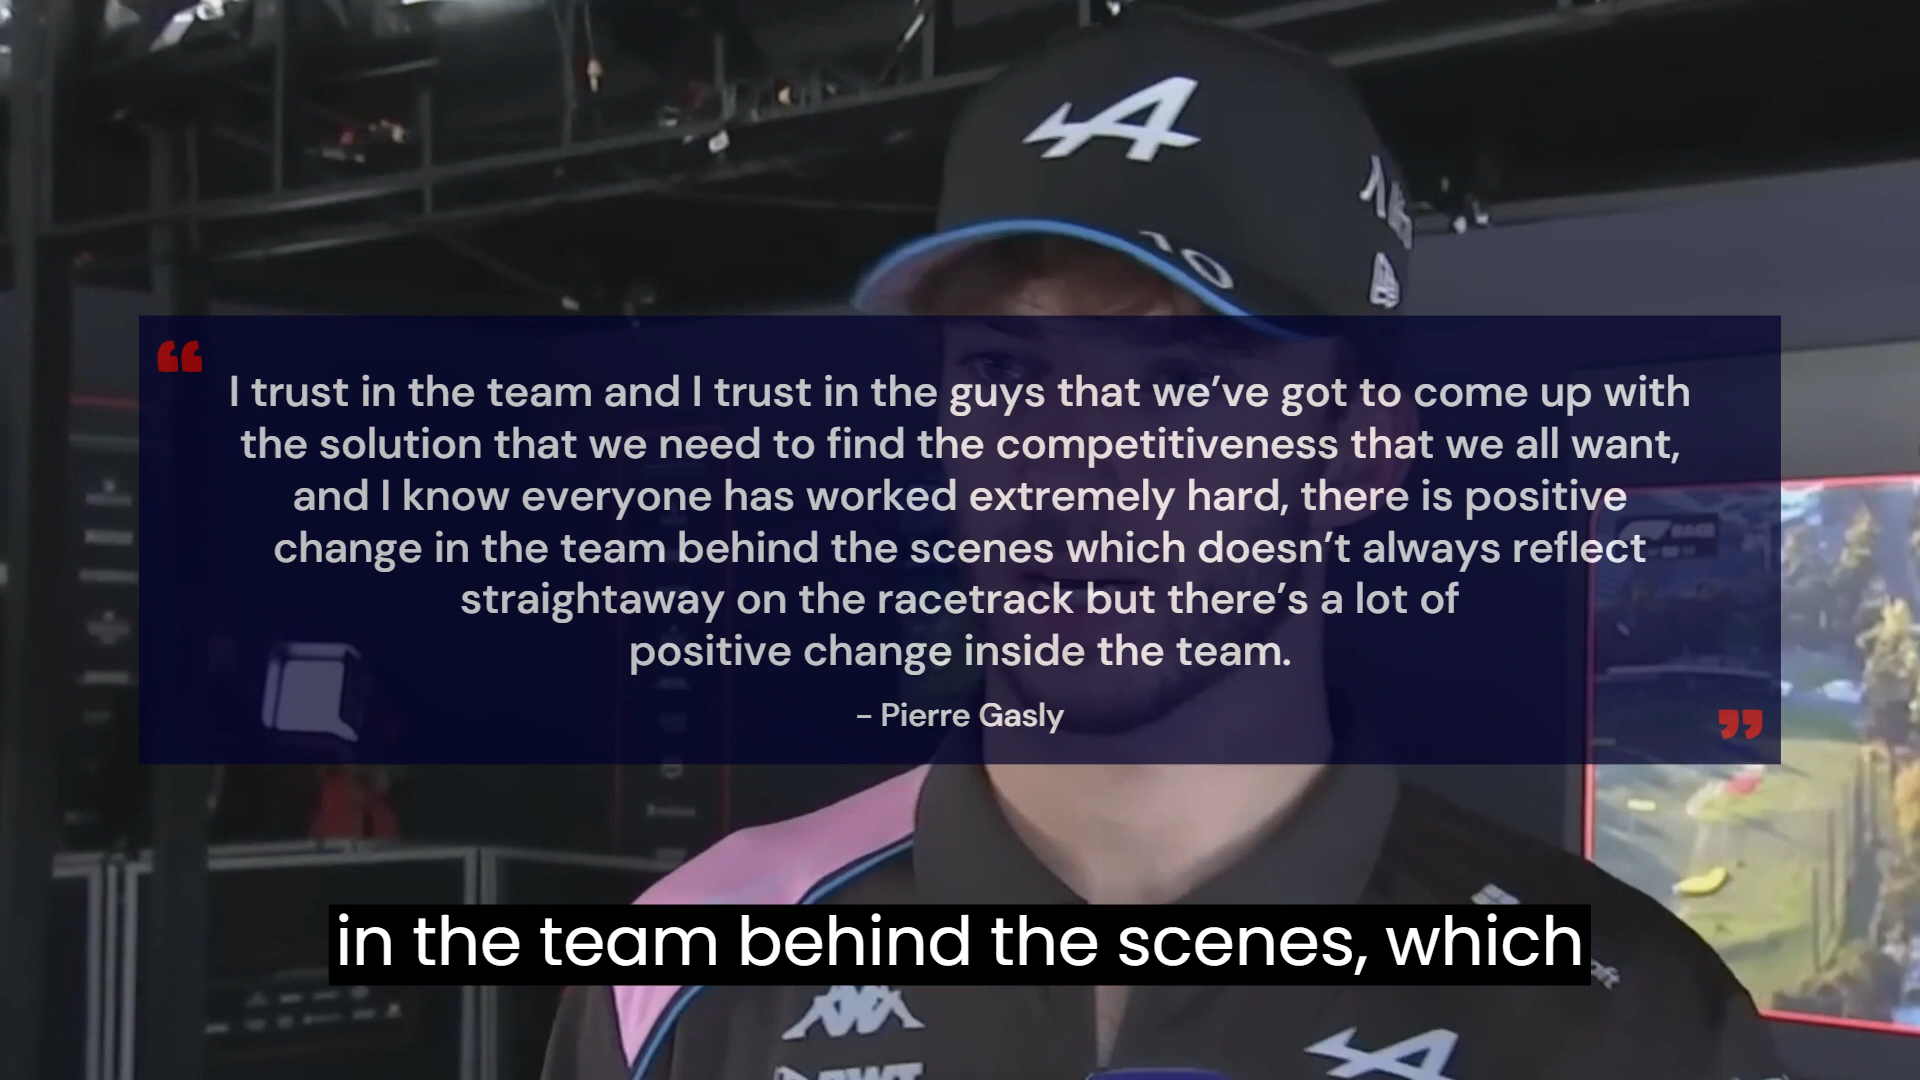 A
10
“
I trust in the team and I trust in the guys that we’ve got to come up with
the solution that we need to find the competitiveness that we all want,
and I know everyone has worked extremely hard, there is positive
change in the team behind the scenes which doesn’t always reflect
straightaway on the racetrack but there’s a lot of
positive change inside the team.
– Pierre Gasly
”
in the team behind the scenes, which
A
BWT